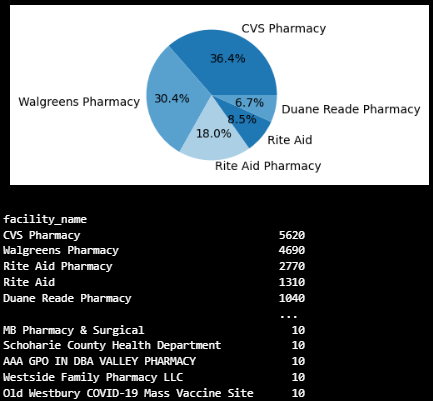 CVS Pharmacy
36.4%
Walgreens Pharmacy
30.4%
6.7%
Duane Reade Pharmacy
8.5%
18.0%
Rite Aid
Rite Aid Pharmacy
facility_name
CVS Pharmacy 5620
Walgreens Pharmacy 4690
Rite Aid Pharmacy 2770
Rite Aid 1310
Duane Reade Pharmacy 1040
...
MB Pharmacy & Surgical 10
Schoharie County Health Department 10
AAA GPO IN DBA VALLEY PHARMACY 10
Westside Family Pharmacy LLC 10
Old Westbury COVID-19 Mass Vaccine Site 10